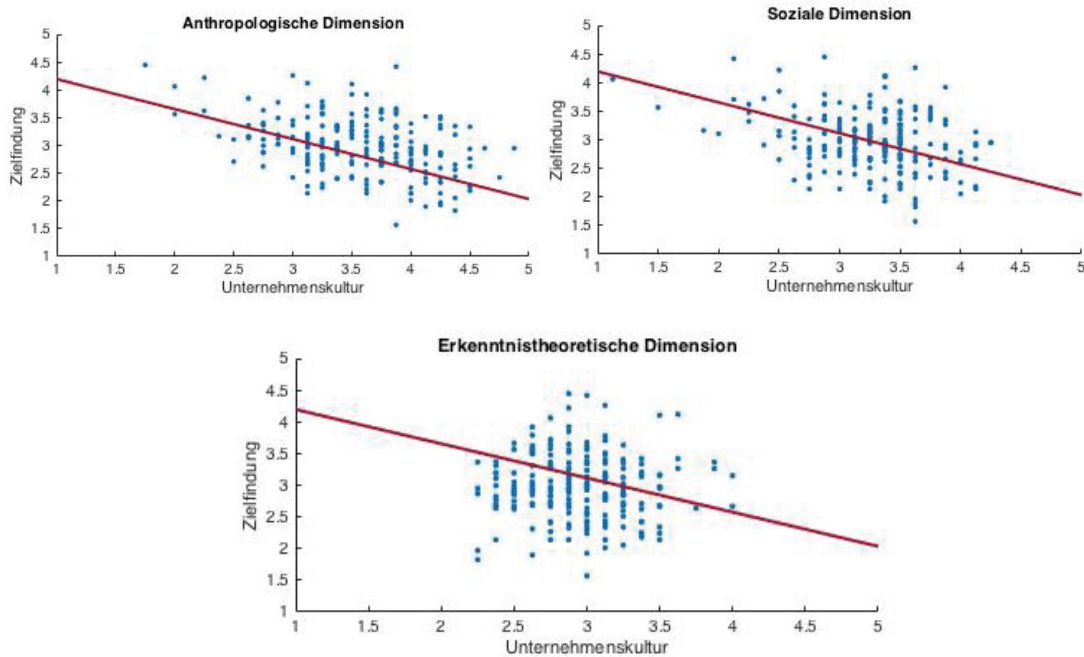 Anthropologische Dimension
5
4.5
4
3.5
3
2.5
2
1.5
1
Zielfindung
1 1.5 2 2.5 3 3.5 4 4.5 5
Unternehmenskultur
Soziale Dimension
5
4.5
4
3.5
3
2.5
2
1.5
1
Zielfindung
1 1.5 2 2.5 3 3.5 4 4.5 5
Unternehmenskultur
Erkenntnistheoretische Dimension
5
4.5
4
3.5
3
2.5
2
1.5
1
Zielfindung
1 1.5 2 2.5 3 3.5 4 4.5 5
Unternehmenskultur